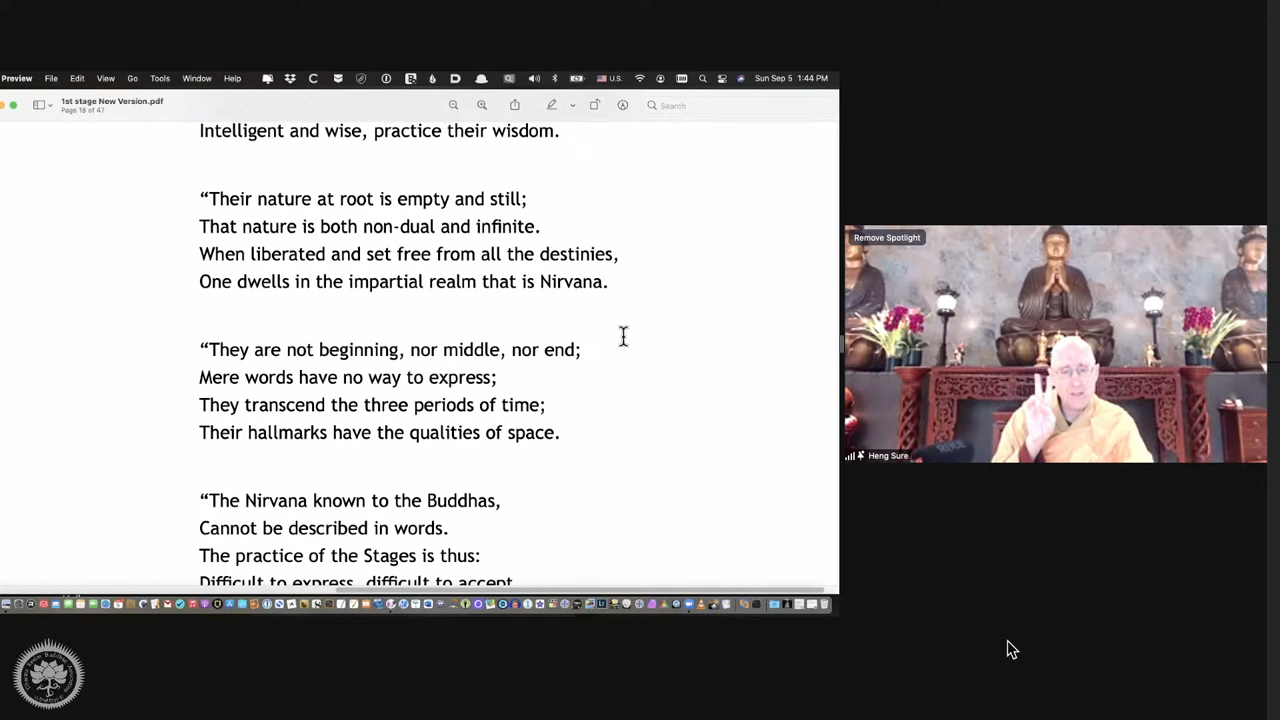 Preview File Edit View Go Tools Window Help U.S. Sun Sep 5 1:44 PM
1st stage New Version.pdf
Page 18 of 47
Search
Intelligent and wise, practice their wisdom.
“Their nature at root is empty and still;
That nature is both non-dual and infinite.
When liberated and set free from all the destinies,
One dwells in the impartial realm that is Nirvana.
“They are not beginning, nor middle, nor end;
Mere words have no way to express;
They transcend the three periods of time;
Their hallmarks have the qualities of space.
“The Nirvana known to the Buddhas,
Cannot be described in words.
The practice of the Stages is thus:
Difficult to express, difficult to accept
Remove Spotlight
Heng Sure